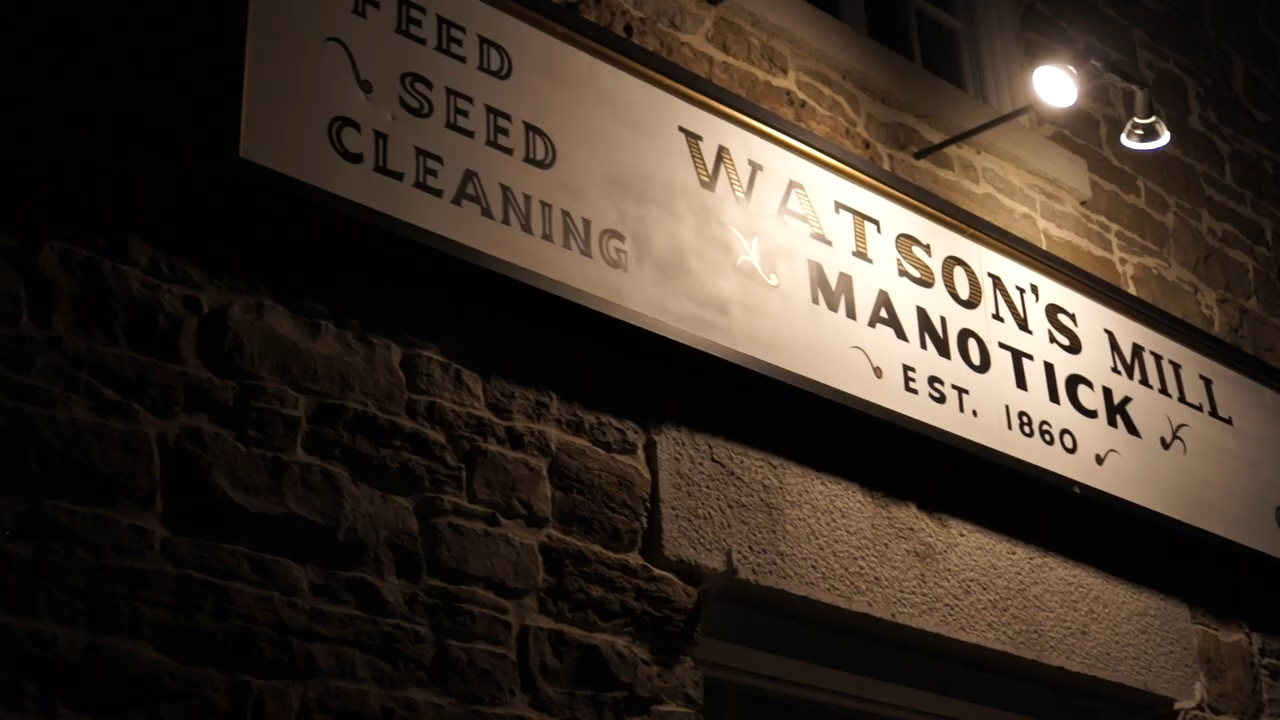 FEED
SEED
CLEANING
WATSON'S MILL
MANOTICK
EST. 1860